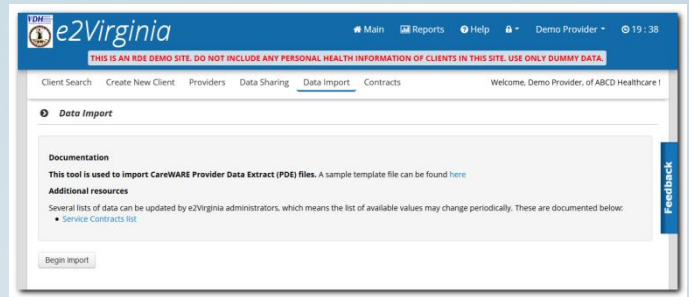 VDH
e2Virginia
Main Reports Help Demo Provider 19 : 38
THIS IS AN RDE DEMO SITE. DO NOT INCLUDE ANY PERSONAL HEALTH INFORMATION OF CLIENTS IN THIS SITE. USE ONLY DUMMY DATA.
Client Search Create New Client Providers Data Sharing Data Import Contracts Welcome, Demo Provider, of ABCD Healthcare !
Data Import
Documentation
This tool is used to import CareWARE Provider Data Extract (PDE) files. A sample template file can be found here
Additional resources
Several lists of data can be updated by e2Virginia administrators, which means the list of available values may change periodically. These are documented below:
• Service Contracts list
Begin import
Feedback